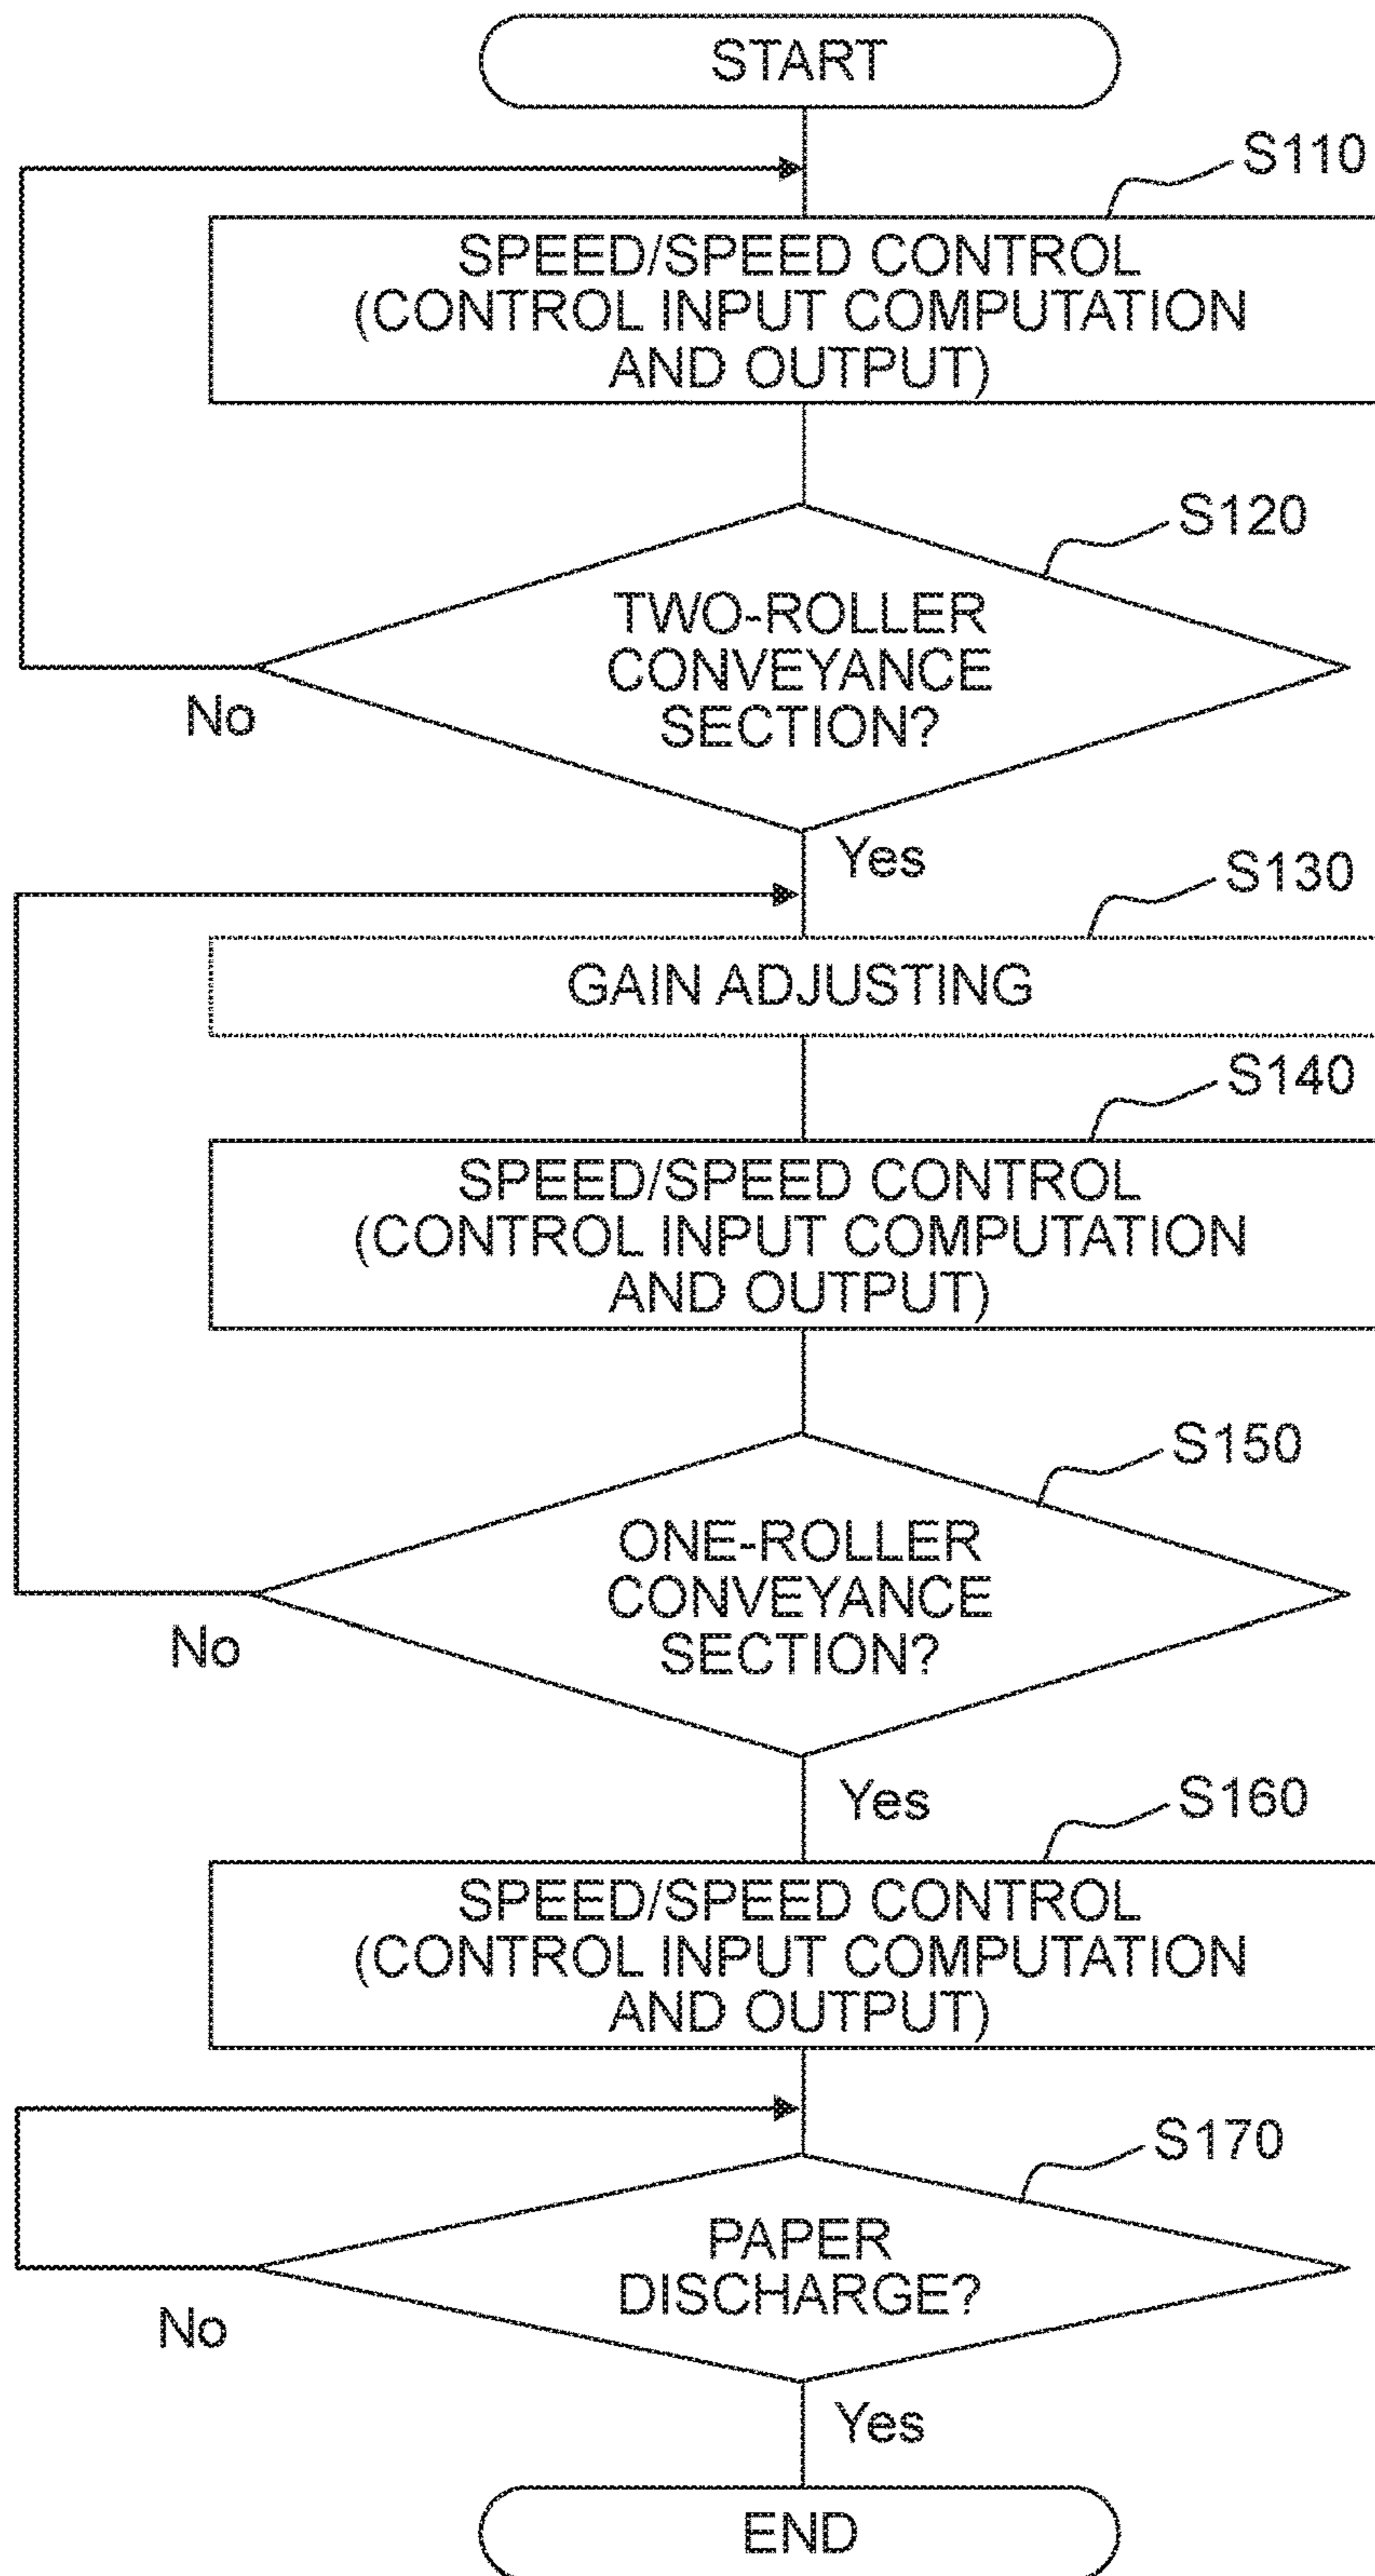 START
S110
SPEED/SPEED CONTROL
(CONTROL INPUT COMPUTATION
AND OUTPUT)
S120
TWO-ROLLER
CONVEYANCE
SECTION?
No
Yes
S130
GAIN ADJUSTING
S140
SPEED/SPEED CONTROL
(CONTROL INPUT COMPUTATION
AND OUTPUT)
S150
ONE-ROLLER
CONVEYANCE
SECTION?
No
Yes
S160
SPEED/SPEED CONTROL
(CONTROL INPUT COMPUTATION
AND OUTPUT)
S170
PAPER
DISCHARGE?
No
Yes
END